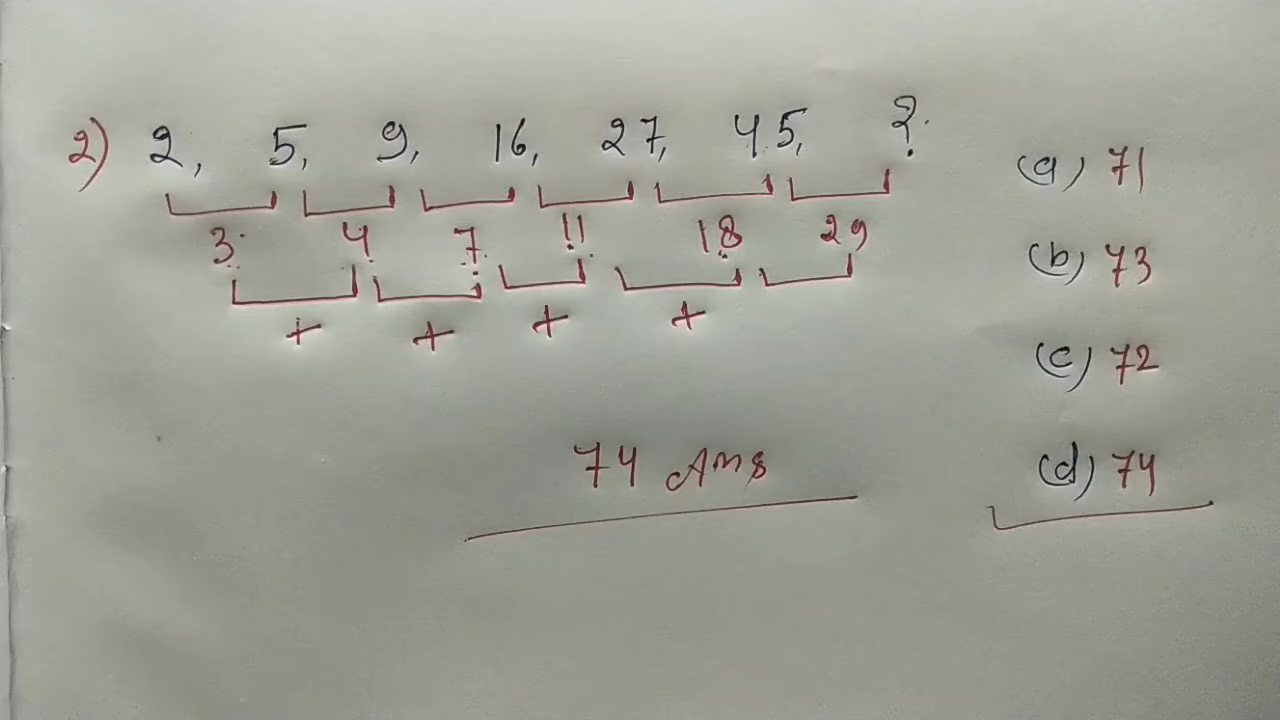 2) 2, 5, 9, 16, 27, 45, ?
3 4 7 11 18 29
+ + + +
74 Ans
(a) 71
(b) 73
(c) 72
(d) 74